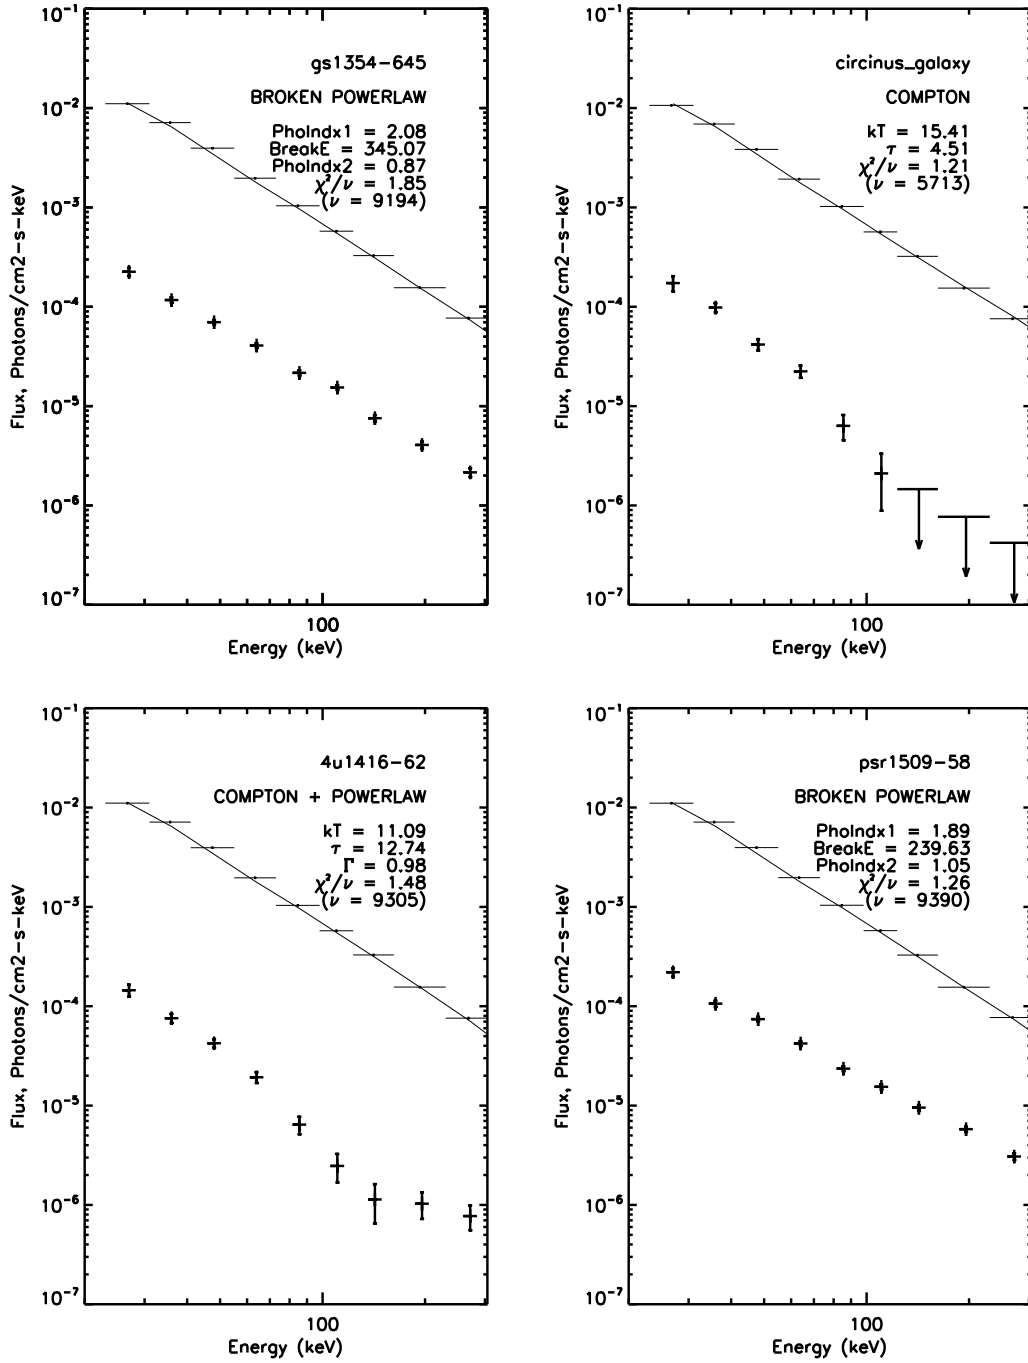 gs1354-645
BROKEN POWERLAW
PhoIndx1 = 2.08
BreakE = 345.07
PhoIndx2 = 0.87
χ²/ν = 1.85
(ν = 9194)
10⁻¹
10⁻²
10⁻³
10⁻⁴
10⁻⁵
10⁻⁶
10⁻⁷
Flux, Photons/cm2-s-keV
100
Energy (keV)
circinus_galaxy
COMPTON
kT = 15.41
τ = 4.51
χ²/ν = 1.21
(ν = 5713)
10⁻¹
10⁻²
10⁻³
10⁻⁴
10⁻⁵
10⁻⁶
10⁻⁷
Flux, Photons/cm2-s-keV
100
Energy (keV)
4u1416-62
COMPTON + POWERLAW
kT = 11.09
τ = 12.74
Γ = 0.98
χ²/ν = 1.48
(ν = 9305)
10⁻¹
10⁻²
10⁻³
10⁻⁴
10⁻⁵
10⁻⁶
10⁻⁷
Flux, Photons/cm2-s-keV
100
Energy (keV)
psr1509-58
BROKEN POWERLAW
PhoIndx1 = 1.89
BreakE = 239.63
PhoIndx2 = 1.05
χ²/ν = 1.26
(ν = 9390)
10⁻¹
10⁻²
10⁻³
10⁻⁴
10⁻⁵
10⁻⁶
10⁻⁷
Flux, Photons/cm2-s-keV
100
Energy (keV)